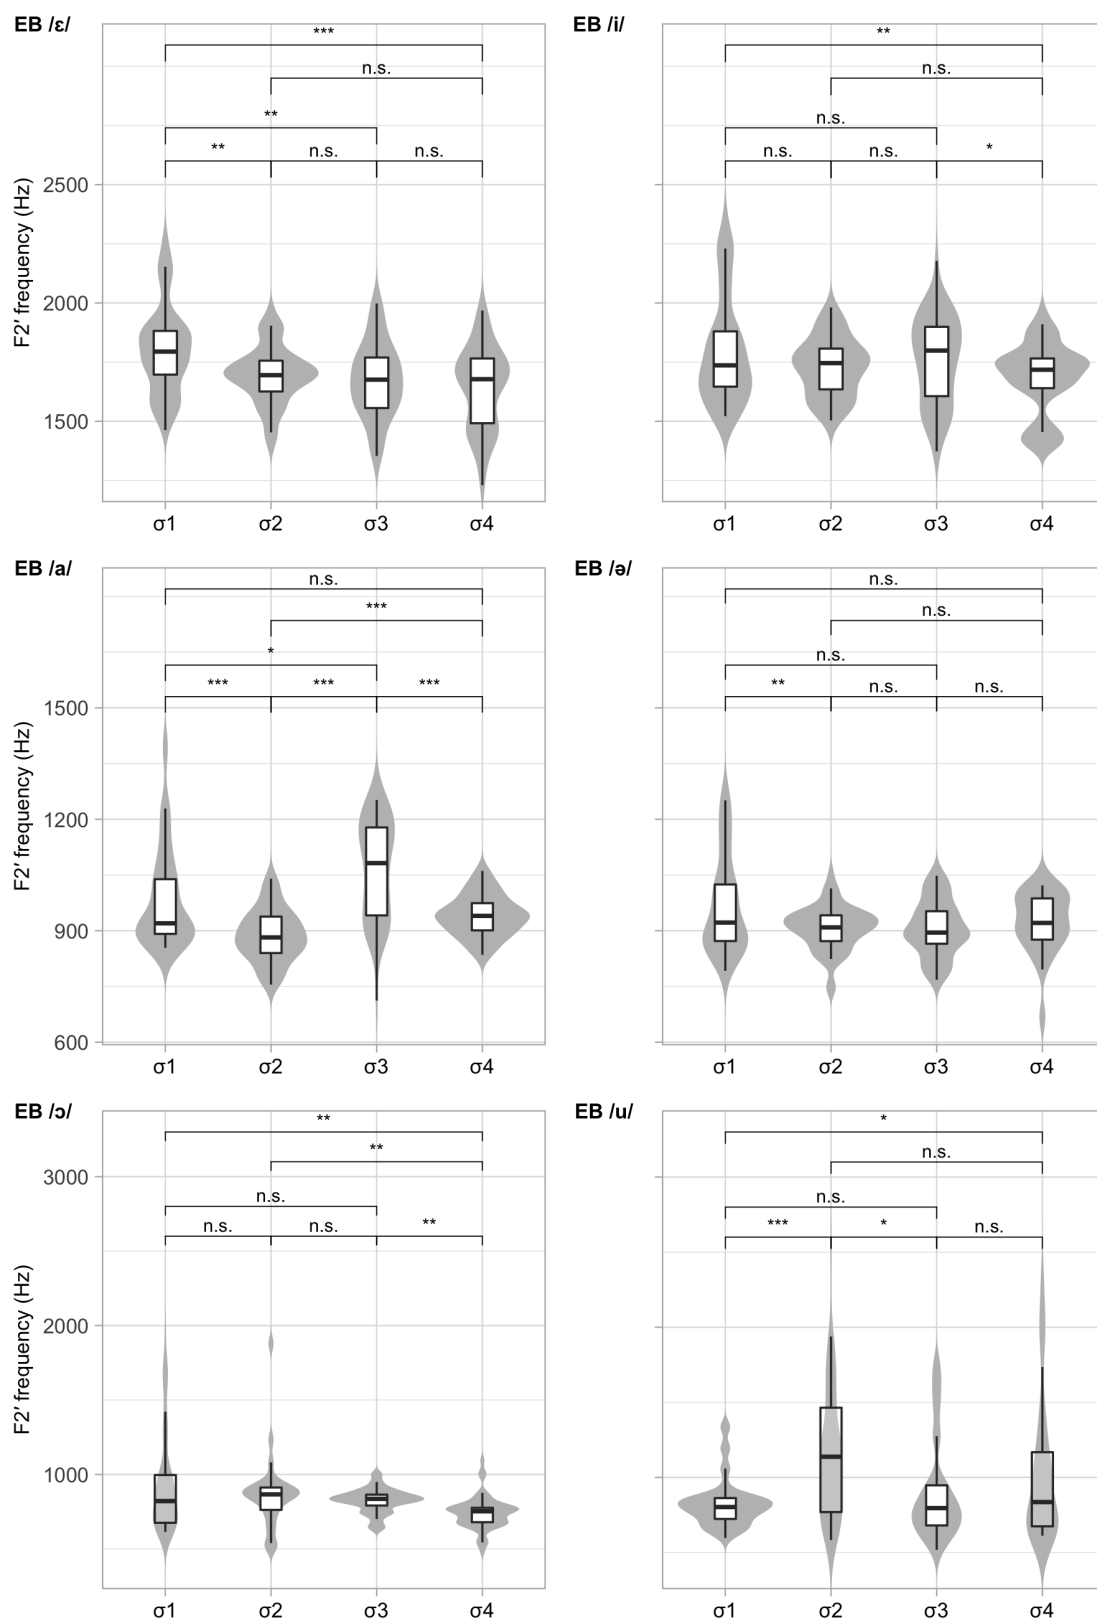 EB /ɛ/
***
n.s.
**
** n.s. n.s.
F2′ frequency (Hz)
2500
2000
1500
σ1 σ2 σ3 σ4
EB /i/
**
n.s.
n.s.
n.s. n.s. *
σ1 σ2 σ3 σ4
EB /a/
n.s.
***
*
*** *** ***
F2′ frequency (Hz)
1500
1200
900
600
σ1 σ2 σ3 σ4
EB /ə/
n.s.
n.s.
n.s.
** n.s. n.s.
σ1 σ2 σ3 σ4
EB /ɔ/
**
**
n.s.
n.s. n.s. **
F2′ frequency (Hz)
3000
2000
1000
σ1 σ2 σ3 σ4
EB /u/
*
n.s.
n.s.
*** * n.s.
σ1 σ2 σ3 σ4